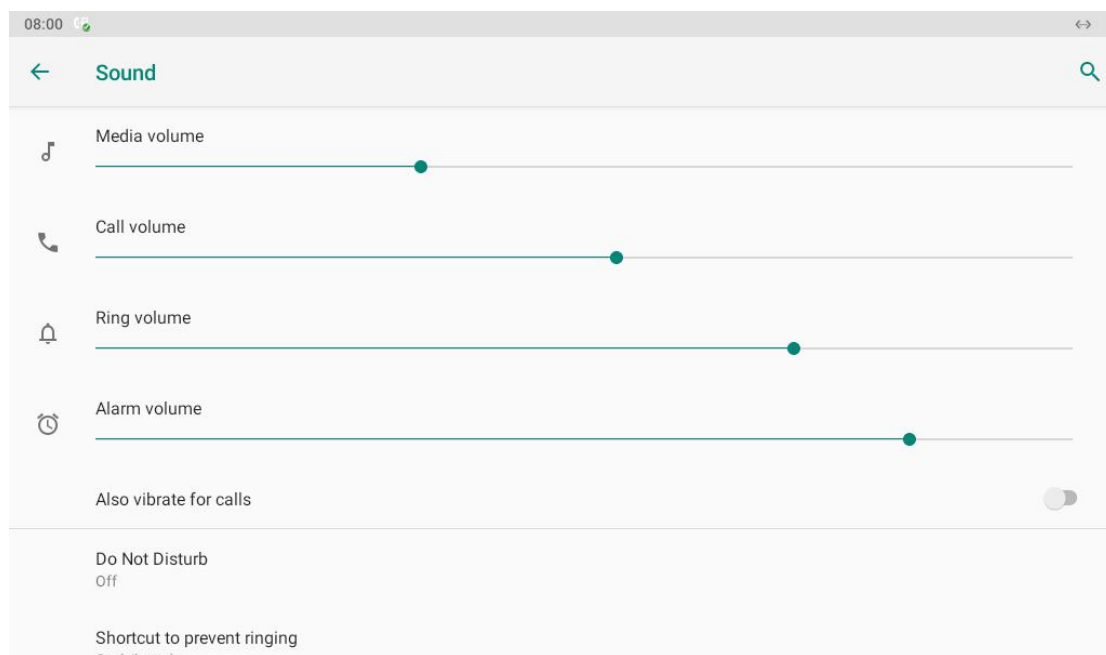 08:00
Sound
Media volume
Call volume
Ring volume
Alarm volume
Also vibrate for calls
Do Not Disturb
Off
Shortcut to prevent ringing